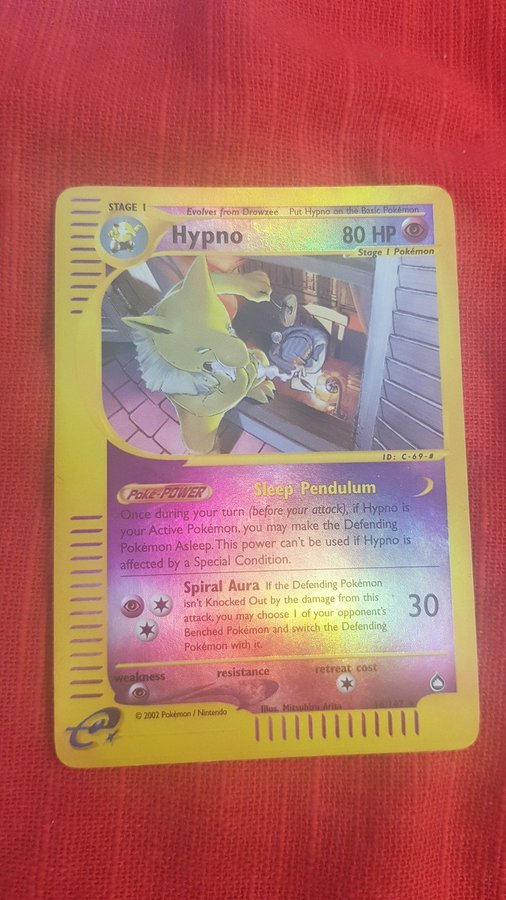 STAGE 1
Evolves from Drowzee Put Hypno on the Basic Pokémon
Hypno 80 HP
Stage 1 Pokémon
ID: C-69-#
Poké-POWER Sleep Pendulum
Once during your turn (before your attack), if Hypno is
your Active Pokémon, you may make the Defending
Pokémon Asleep. This power can't be used if Hypno is
affected by a Special Condition.
Spiral Aura If the Defending Pokémon
isn't Knocked Out by the damage from this
attack, you may choose 1 of your opponent's
Benched Pokémon and switch the Defending
Pokémon with it.
30
weakness resistance retreat cost
© 2002 Pokémon / Nintendo
Illus. Mitsuhiro Arita
e